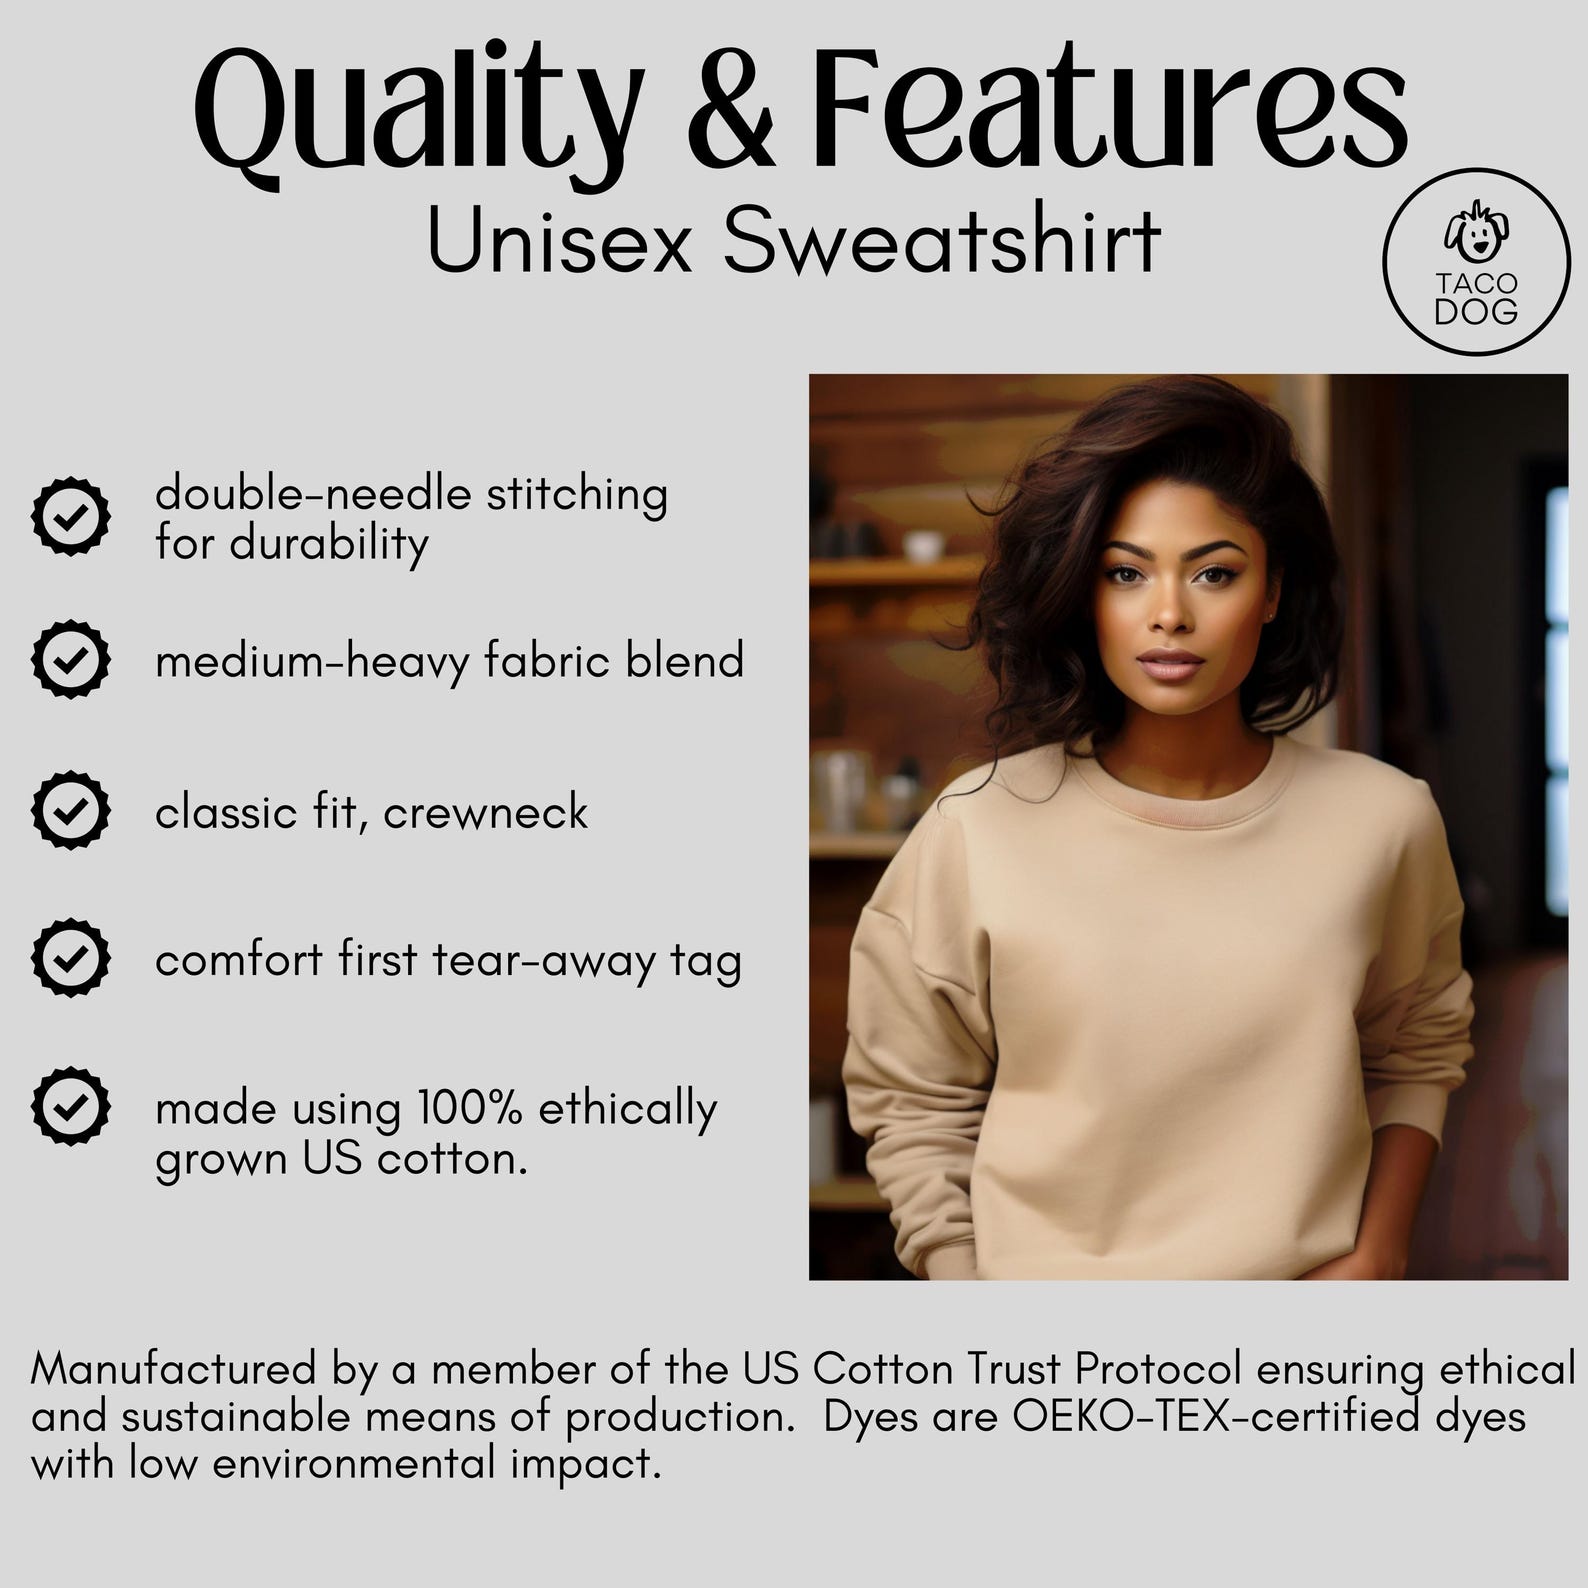 Quality & Features
Unisex Sweatshirt
TACO
DOG
double-needle stitching
for durability
medium-heavy fabric blend
classic fit, crewneck
comfort first tear-away tag
made using 100% ethically
grown US cotton.
Manufactured by a member of the US Cotton Trust Protocol ensuring ethical
and sustainable means of production.  Dyes are OEKO-TEX-certified dyes
with low environmental impact.